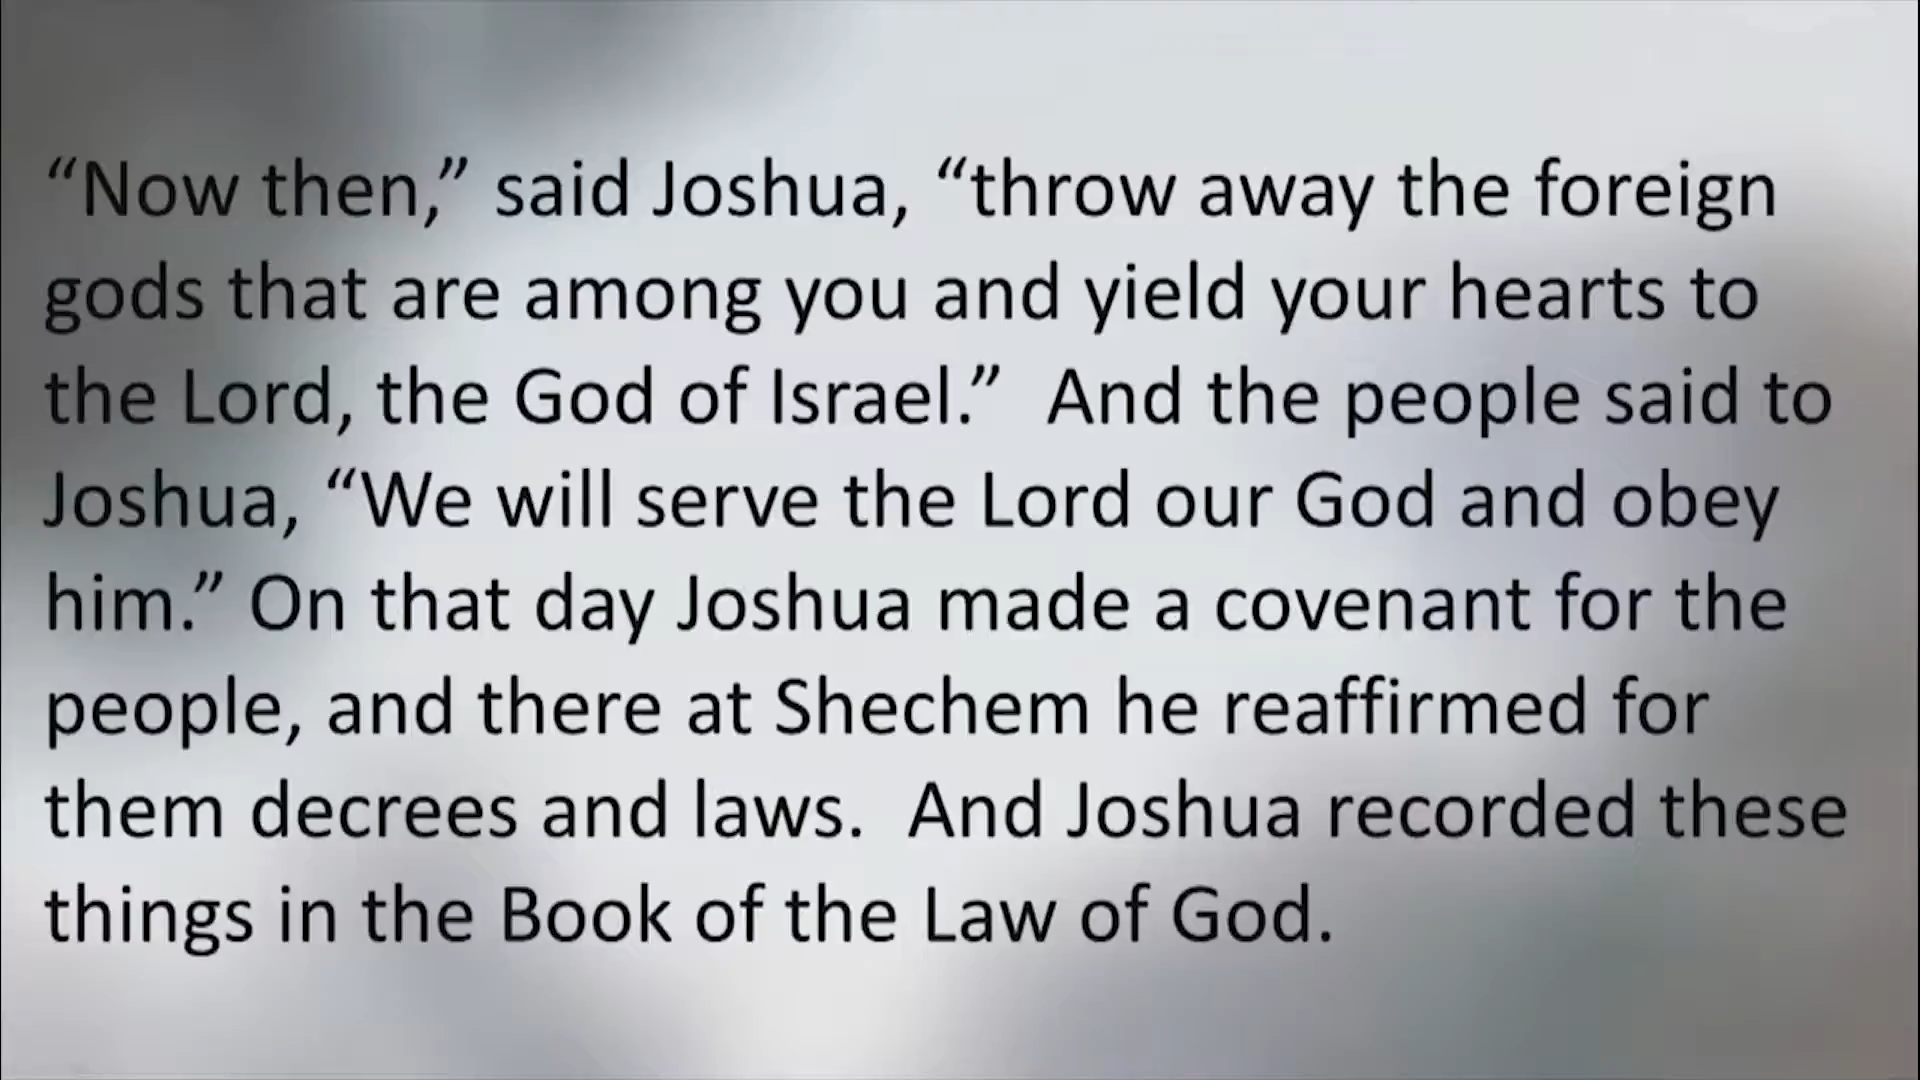 “Now then,” said Joshua, “throw away the foreign
gods that are among you and yield your hearts to
the Lord, the God of Israel.”  And the people said to
Joshua, “We will serve the Lord our God and obey
him.” On that day Joshua made a covenant for the
people, and there at Shechem he reaffirmed for
them decrees and laws.  And Joshua recorded these
things in the Book of the Law of God.